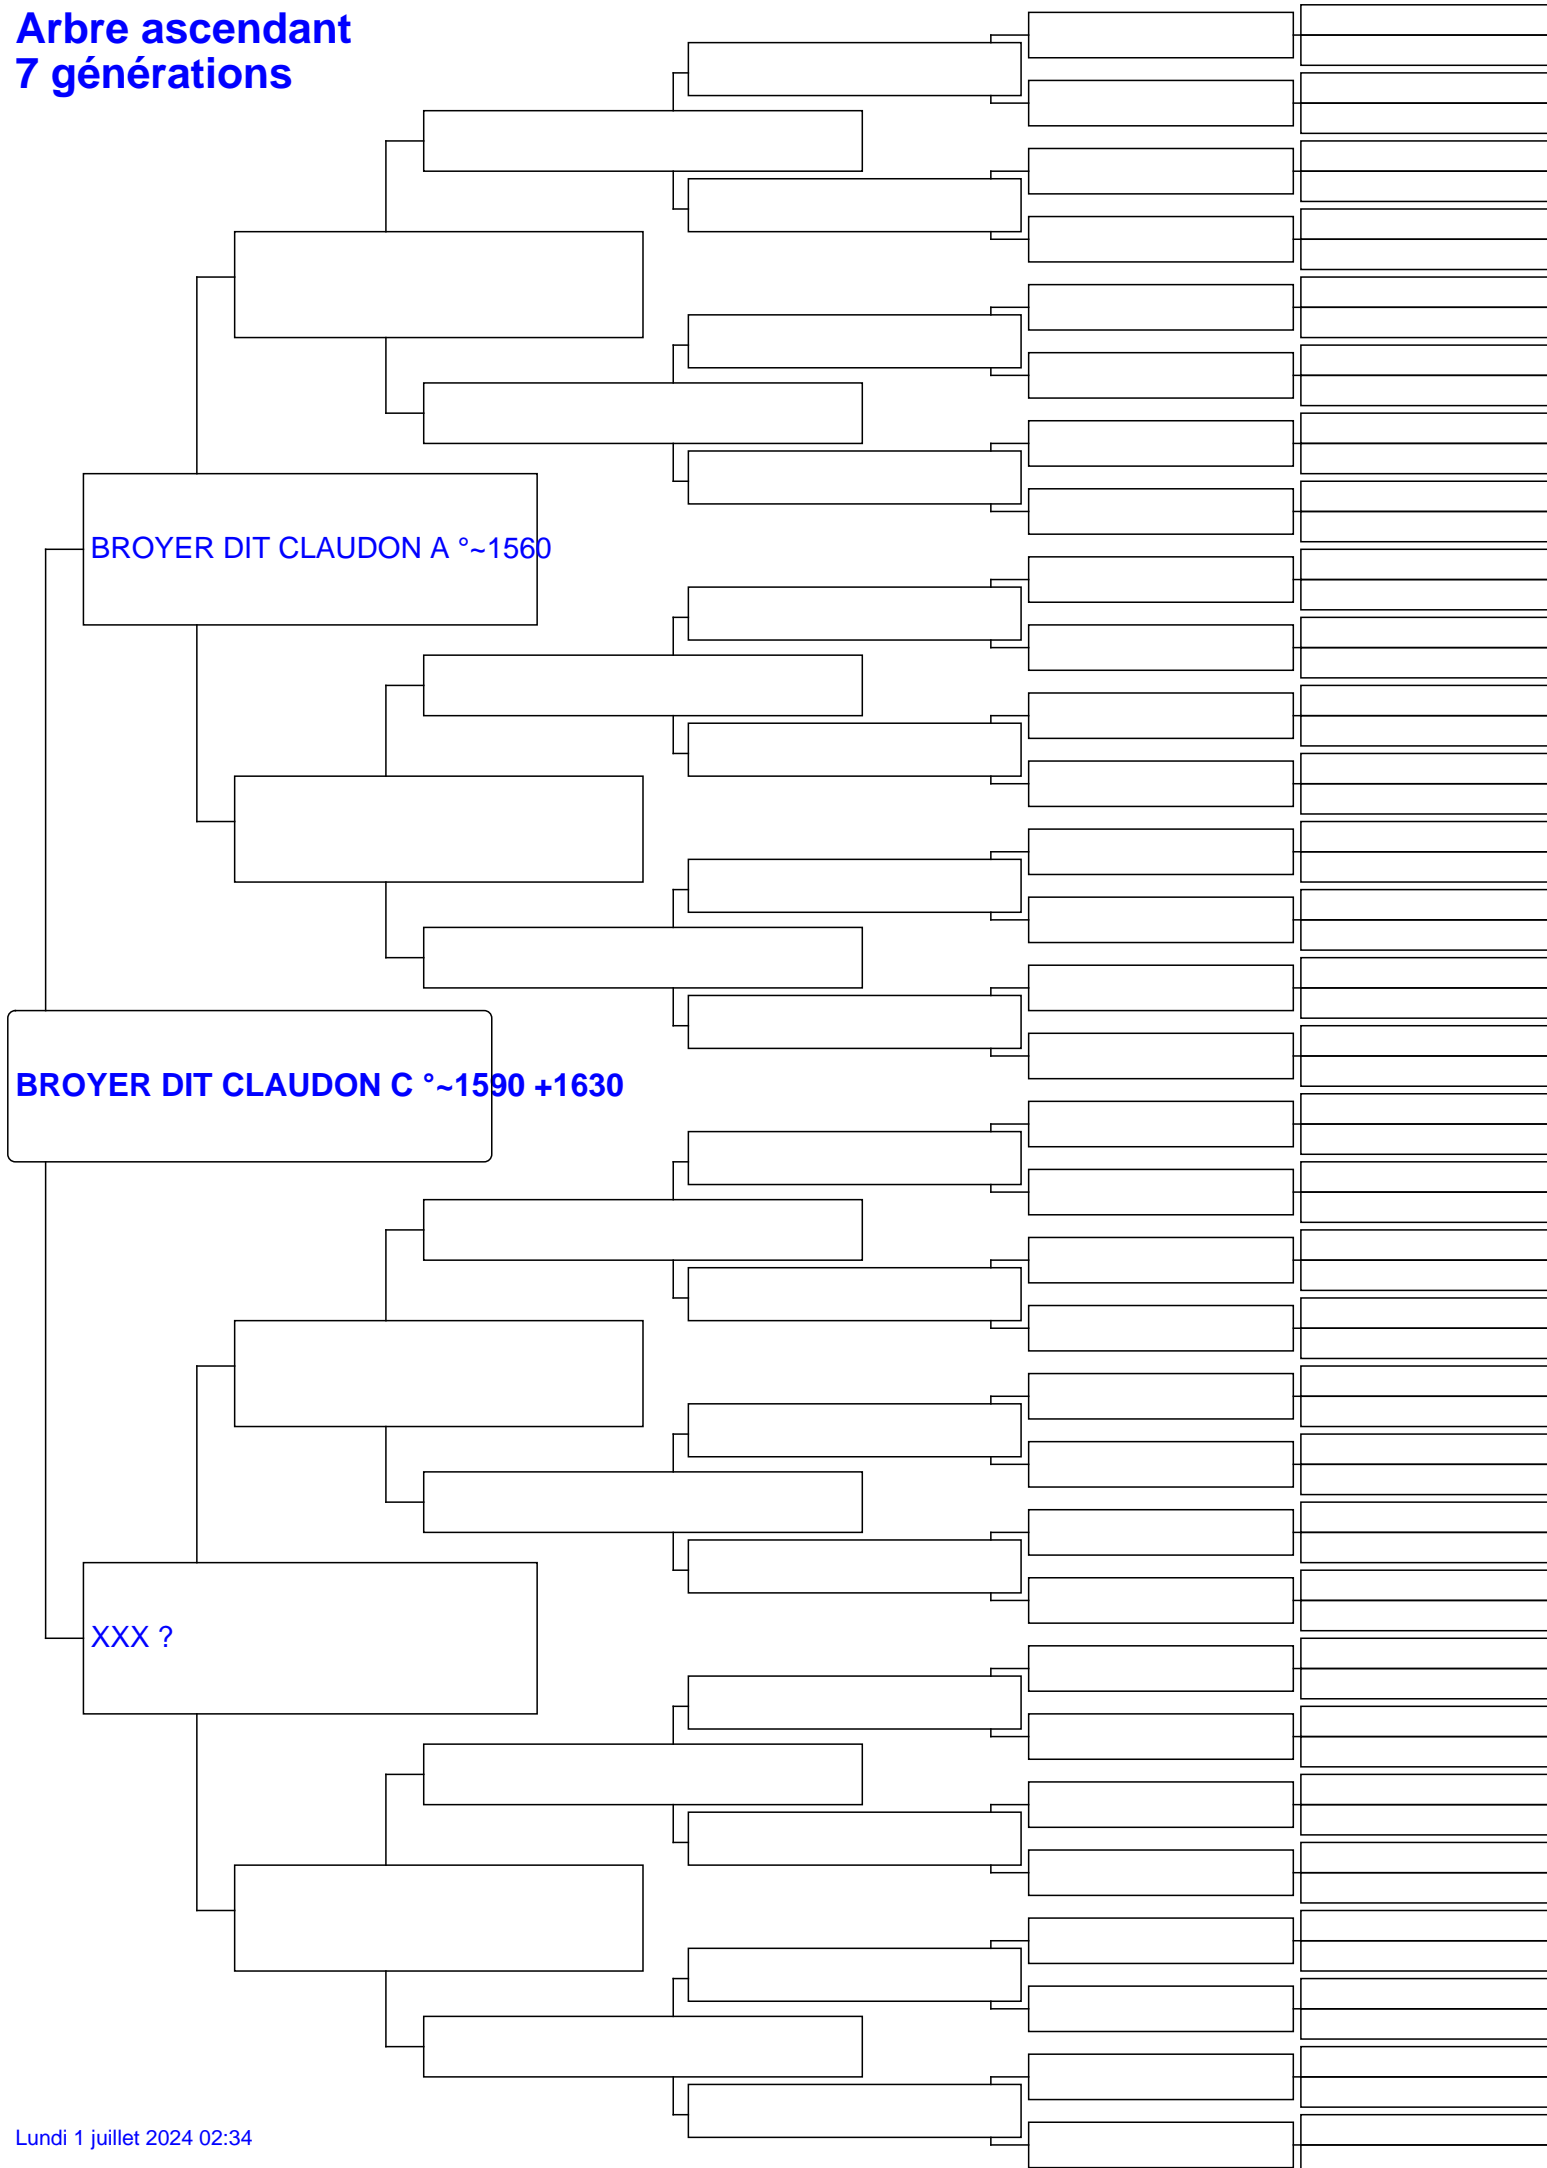 Arbre ascendant
7 générations
BROYER DIT CLAUDON A °~1560
BROYER DIT CLAUDON C °~1590 +1630
XXX ?
Lundi 1 juillet 2024 02:34